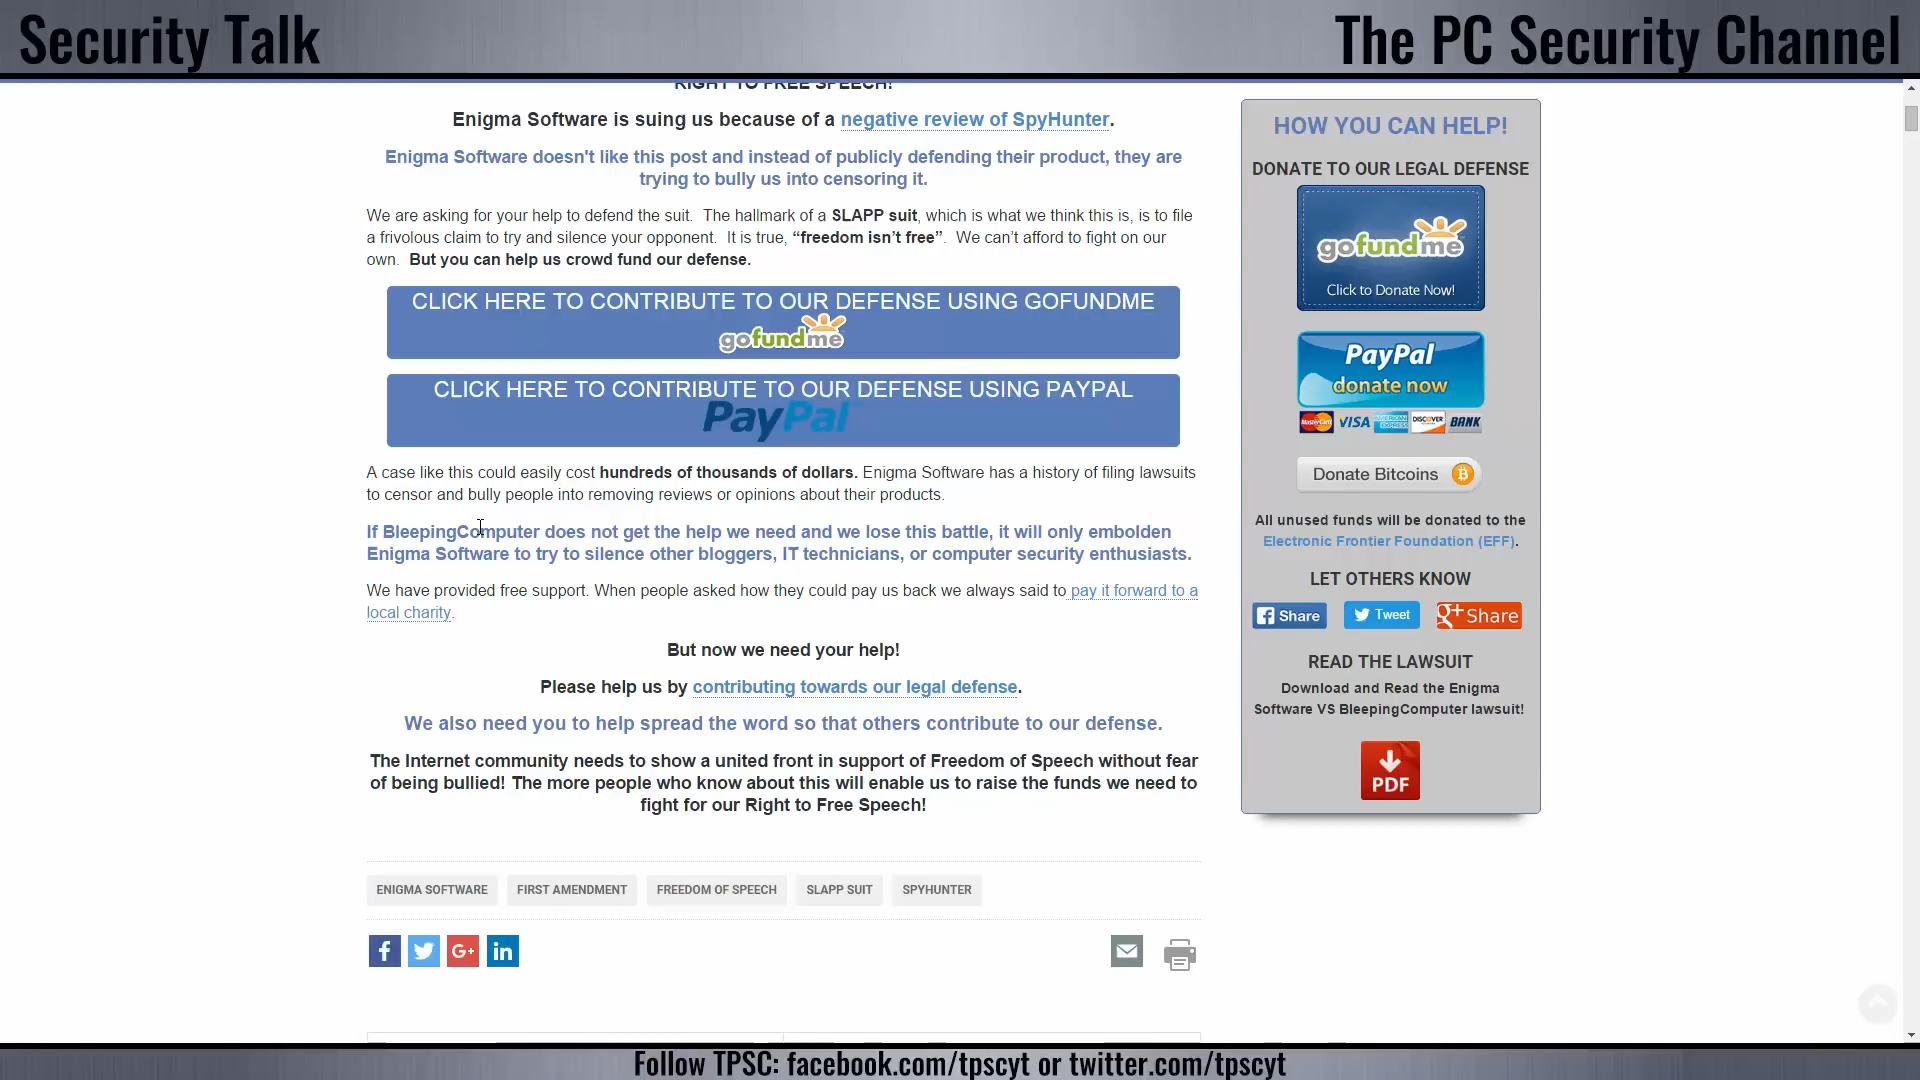 Security Talk
The PC Security Channel
RIGHT TO FREE SPEECH!
Enigma Software is suing us because of a negative review of SpyHunter.
Enigma Software doesn't like this post and instead of publicly defending their product, they are
trying to bully us into censoring it.
We are asking for your help to defend the suit.  The hallmark of a SLAPP suit, which is what we think this is, is to file
a frivolous claim to try and silence your opponent.  It is true, “freedom isn’t free”.  We can’t afford to fight on our
own.  But you can help us crowd fund our defense.
CLICK HERE TO CONTRIBUTE TO OUR DEFENSE USING GOFUNDME
gofundme
CLICK HERE TO CONTRIBUTE TO OUR DEFENSE USING PAYPAL
PayPal
A case like this could easily cost hundreds of thousands of dollars. Enigma Software has a history of filing lawsuits
to censor and bully people into removing reviews or opinions about their products.
If BleepingComputer does not get the help we need and we lose this battle, it will only embolden
Enigma Software to try to silence other bloggers, IT technicians, or computer security enthusiasts.
We have provided free support. When people asked how they could pay us back we always said to pay it forward to a
local charity.
But now we need your help!
Please help us by contributing towards our legal defense.
We also need you to help spread the word so that others contribute to our defense.
The Internet community needs to show a united front in support of Freedom of Speech without fear
of being bullied! The more people who know about this will enable us to raise the funds we need to
fight for our Right to Free Speech!
ENIGMA SOFTWARE
FIRST AMENDMENT
FREEDOM OF SPEECH
SLAPP SUIT
SPYHUNTER
HOW YOU CAN HELP!
DONATE TO OUR LEGAL DEFENSE
gofundme
Click to Donate Now!
PayPal
donate now
MasterCard VISA AMERICAN EXPRESS DISCOVER BANK
Donate Bitcoins
All unused funds will be donated to the
Electronic Frontier Foundation (EFF).
LET OTHERS KNOW
Share
Tweet
g+ Share
READ THE LAWSUIT
Download and Read the Enigma
Software VS BleepingComputer lawsuit!
PDF
Follow TPSC: facebook.com/tpscyt or twitter.com/tpscyt